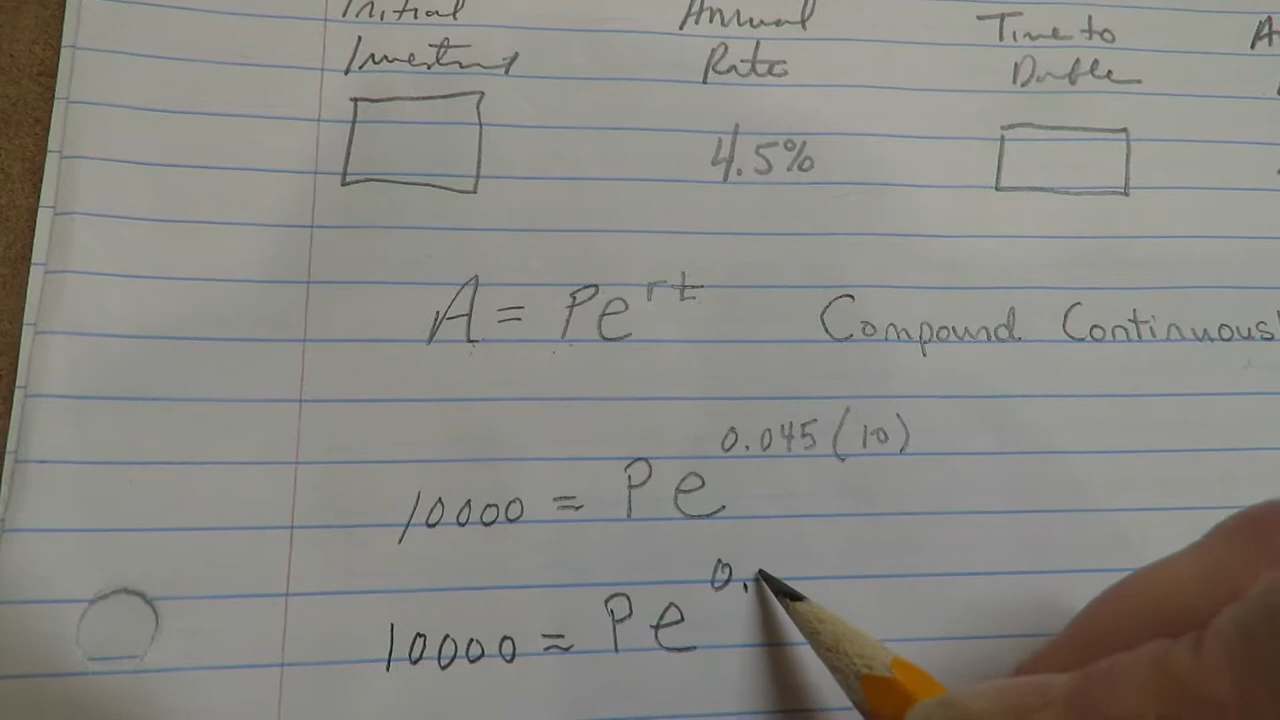 Initial Annual Time to A
Investment Rate Double
4.5%
A = Pe^rt Compound Continuous
10000 = Pe^0.045(10)
10000 = Pe^0.